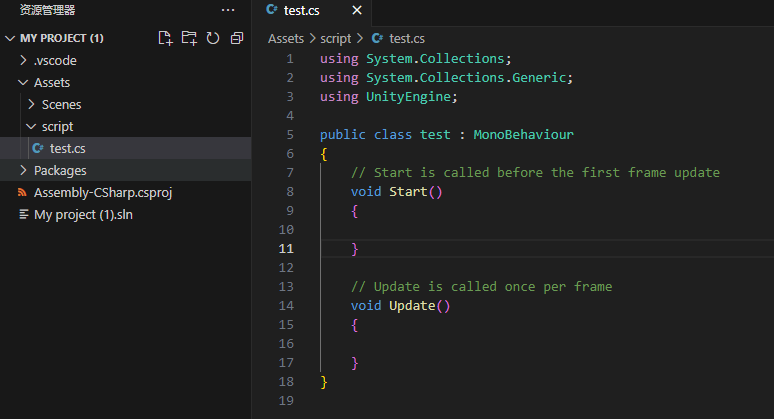 资源管理器
MY PROJECT (1)
.vscode
Assets
Scenes
script
test.cs
Packages
Assembly-CSharp.csproj
My project (1).sln
test.cs
Assets > script > test.cs
1 using System.Collections;
2 using System.Collections.Generic;
3 using UnityEngine;
4
5 public class test : MonoBehaviour
6 {
7 // Start is called before the first frame update
8 void Start()
9 {
10
11 }
12
13 // Update is called once per frame
14 void Update()
15 {
16
17 }
18 }
19